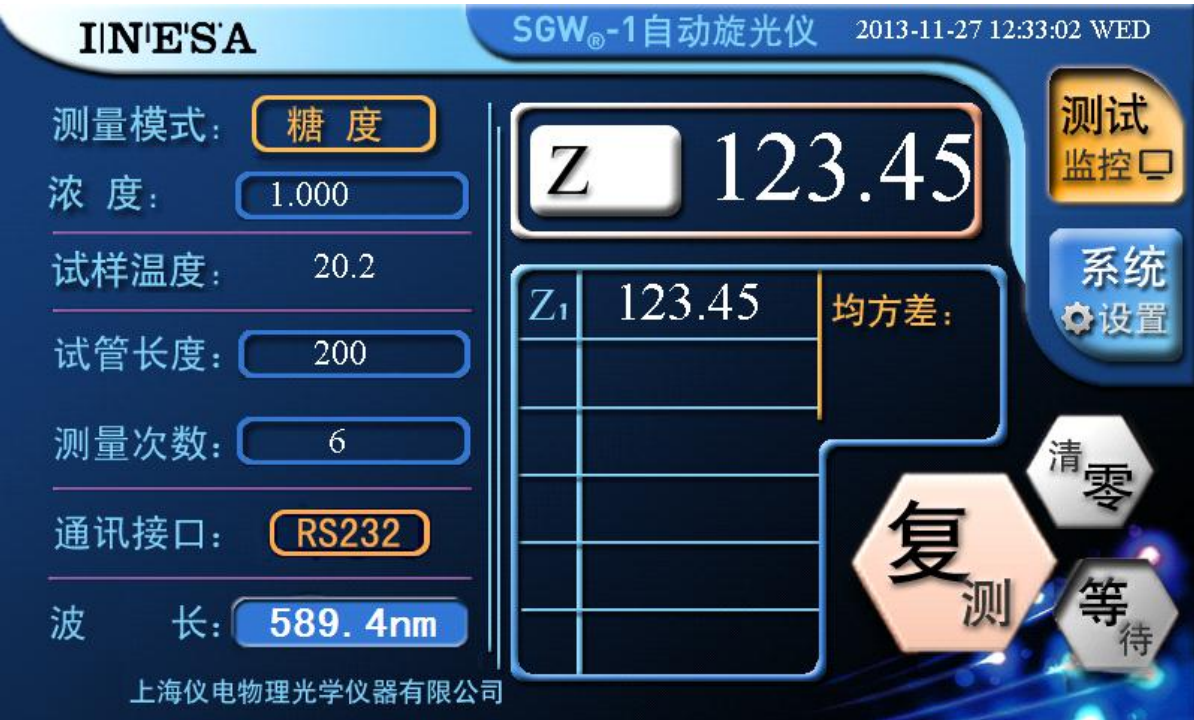 INESA
SGW®-1自动旋光仪
2013-11-27 12:33:02 WED
测量模式: 糖 度
浓 度: 1.000
试样温度: 20.2
试管长度: 200
测量次数: 6
通讯接口: RS232
波 长: 589.4nm
上海仪电物理光学仪器有限公司
Z 123.45
Z1 123.45
均方差:
测试
监控
系统
设置
清零
复测
等待